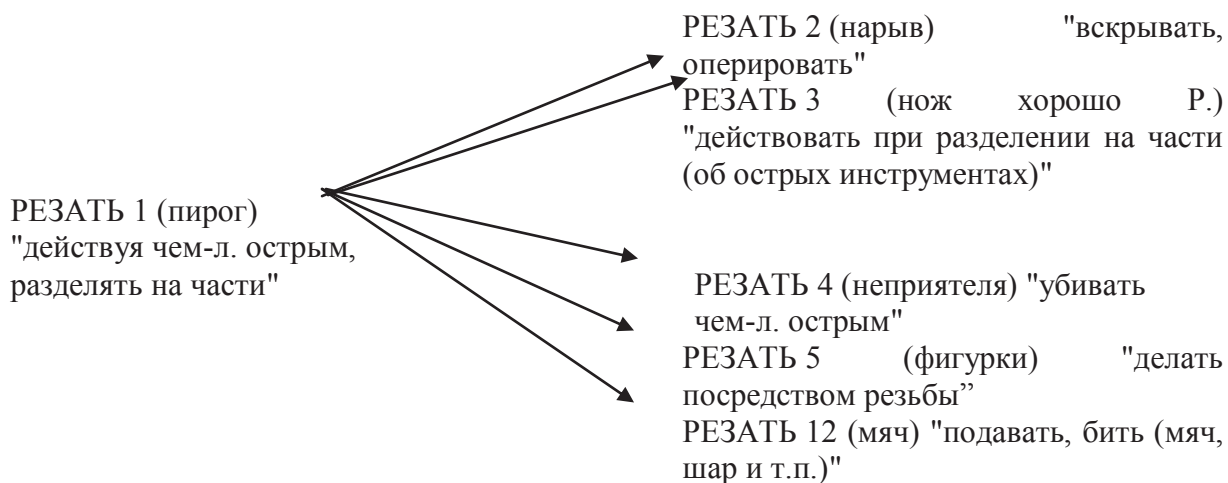 РЕЗАТЬ 1 (пирог)
"действуя чем-л. острым,
разделять на части"
РЕЗАТЬ 2 (нарыв) "вскрывать,
оперировать"
РЕЗАТЬ 3 (нож хорошо Р.)
"действовать при разделении на части
(об острых инструментах)"
РЕЗАТЬ 4 (неприятеля) "убивать
чем-л. острым"
РЕЗАТЬ 5 (фигурки) "делать
посредством резьбы”
РЕЗАТЬ 12 (мяч) "подавать, бить (мяч,
шар и т.п.)"